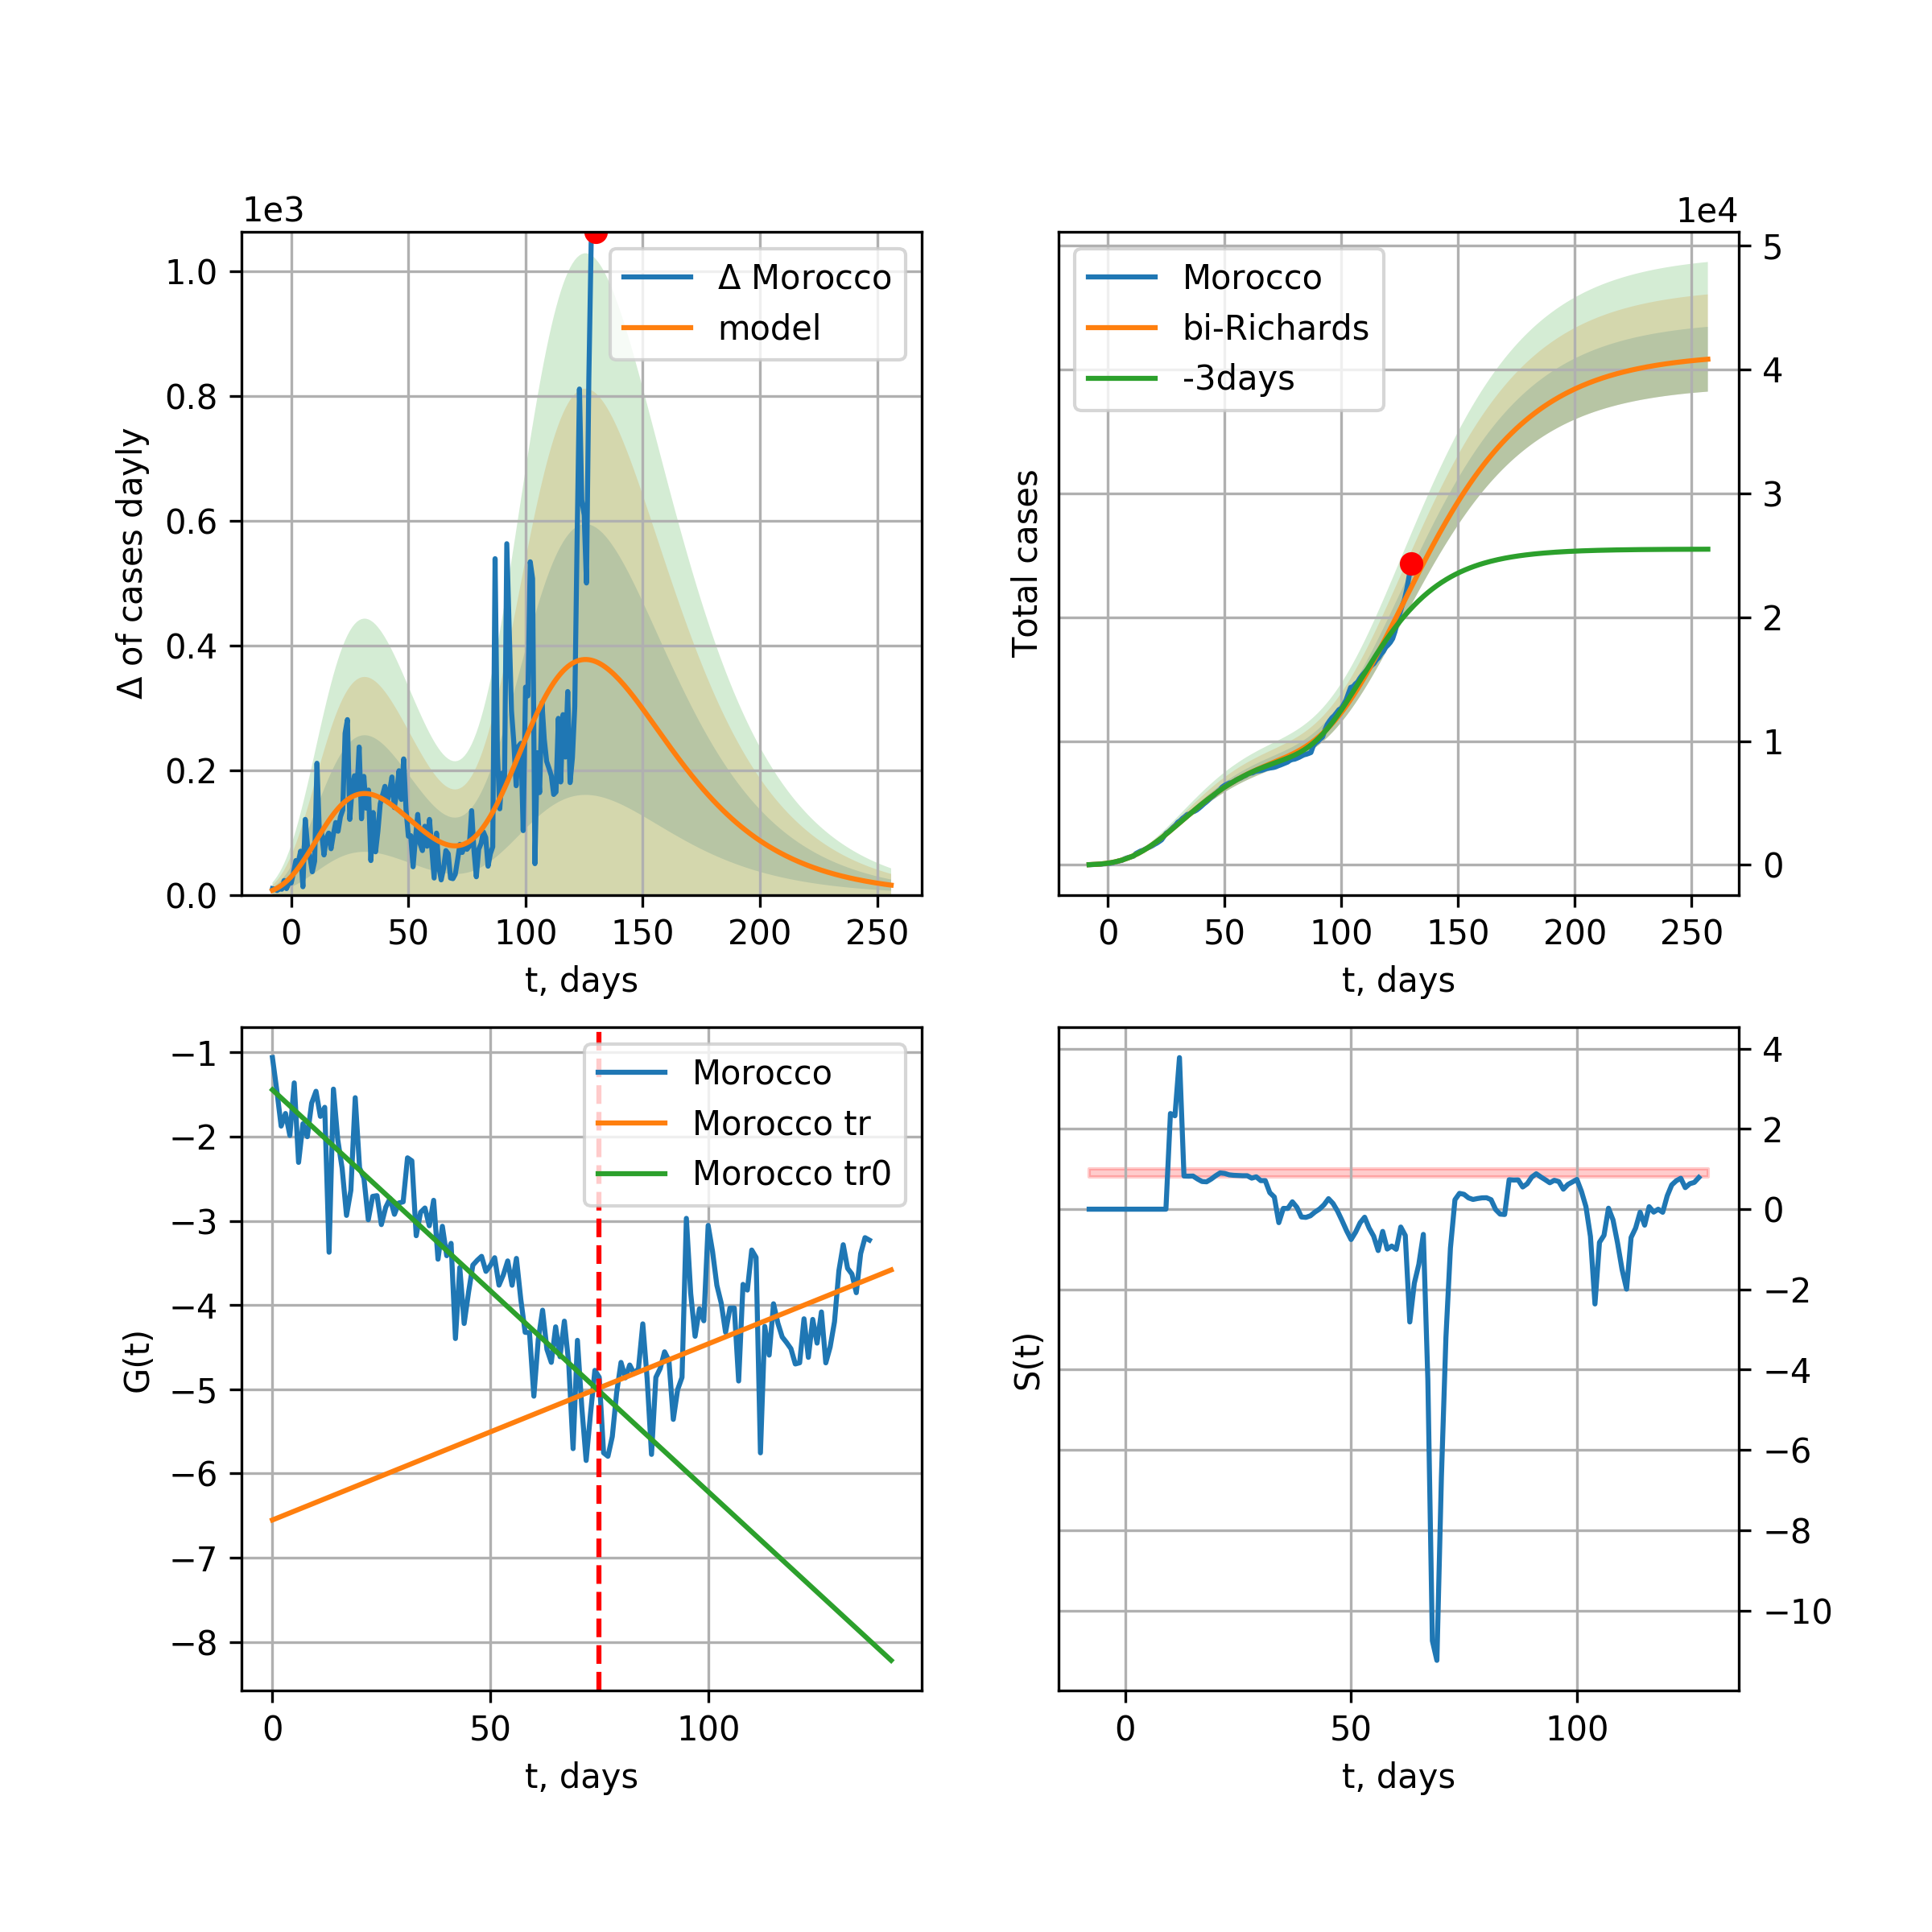 1e3
1.0
0.8
0.6
0.4
0.2
0.0
Δ of cases dayly
Δ Morocco
model
0 50 100 150 200 250
t, days
1e4
5
4
3
2
1
0
Total cases
Morocco
bi-Richards
-3days
0 50 100 150 200 250
t, days
−1
−2
−3
−4
−5
−6
−7
−8
G(t)
Morocco
Morocco tr
Morocco tr0
0 50 100
t, days
4
2
0
−2
−4
−6
−8
−10
S(t)
0 50 100
t, days